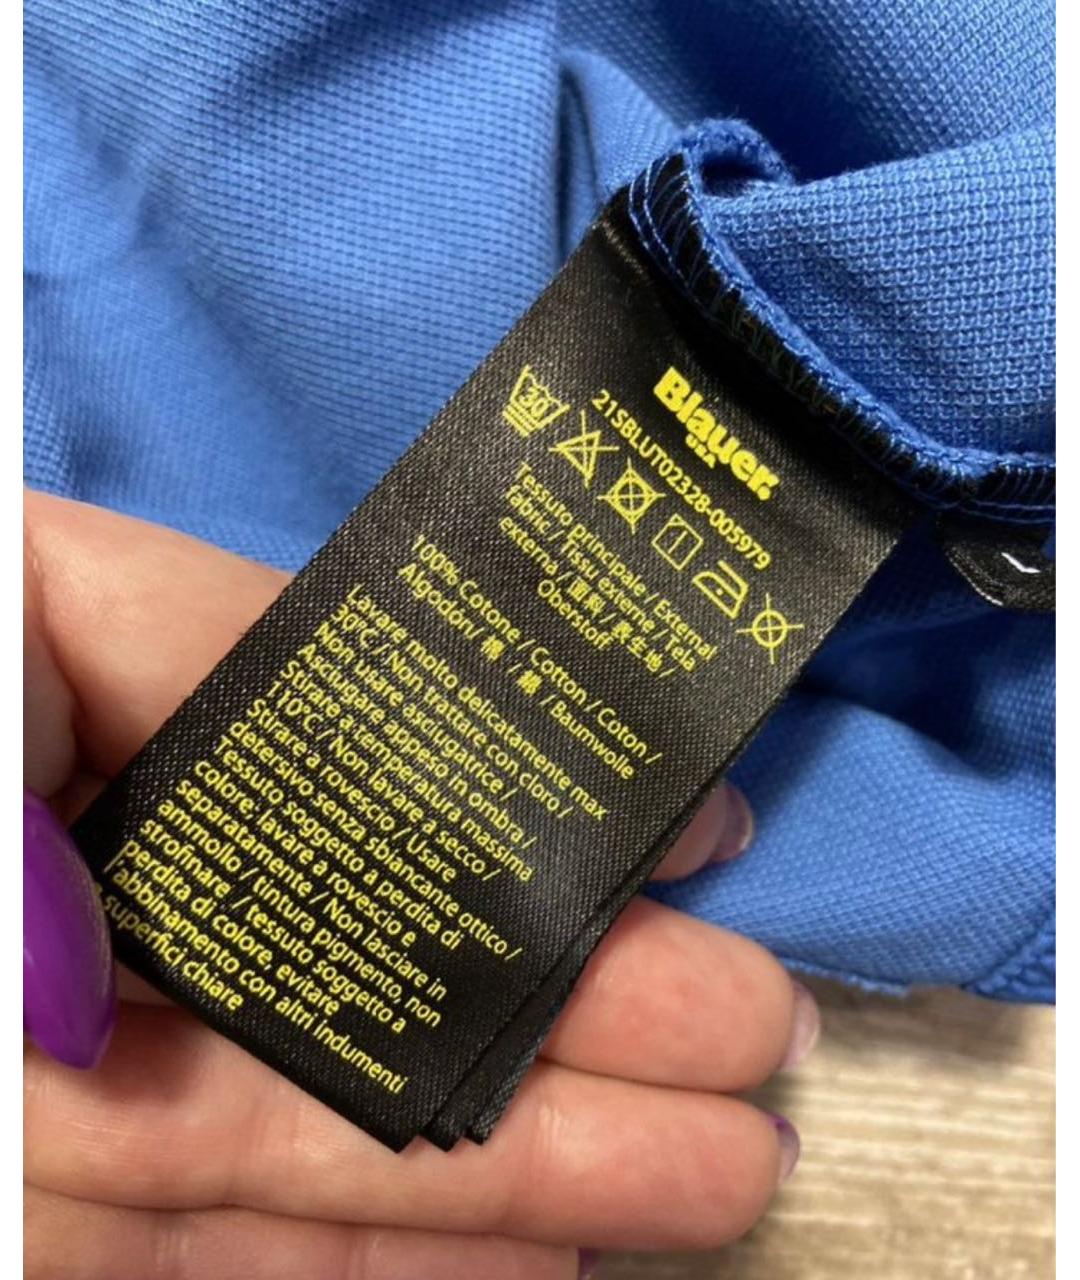 Blauer.
USA
21SBLUT02328-005979
30
Tessuto principale / External
fabric / Tissu externe / Tela
externa / 面料 / 表生地 /
Oberstoff
100% Cotone / Cotton / Coton /
Algodón / 棉 / 綿 / Baumwolle
Lavare molto delicatamente max
30°C / Non trattare con cloro /
Non usare asciugatrice /
Asciugare appeso in ombra /
Stirare a temperatura massima
110°C / Non lavare a secco /
Stirare a rovescio / Usare
detersivo senza sbiancante ottico /
Tessuto soggetto a perdita di
colore, lavare a rovescio e
separatamente / Non lasciare in
ammollo / tintura pigmento, non
strofinare / tessuto soggetto a
perdita di colore, evitare
l'abbinamento con altri indumenti
superfici chiare